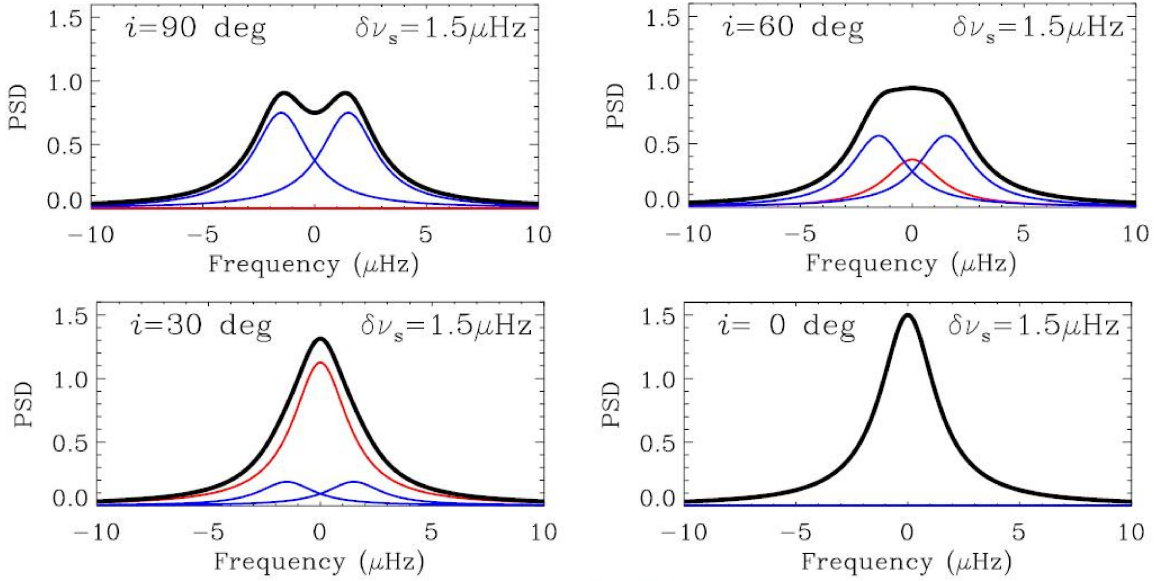 i=90 deg δν_s=1.5μHz
1.5
1.0
0.5
0.0
PSD
−10 −5 0 5 10
Frequency (μHz)
i=60 deg δν_s=1.5μHz
1.5
1.0
0.5
0.0
PSD
−10 −5 0 5 10
Frequency (μHz)
i=30 deg δν_s=1.5μHz
1.5
1.0
0.5
0.0
PSD
−10 −5 0 5 10
Frequency (μHz)
i= 0 deg δν_s=1.5μHz
1.5
1.0
0.5
0.0
PSD
−10 −5 0 5 10
Frequency (μHz)